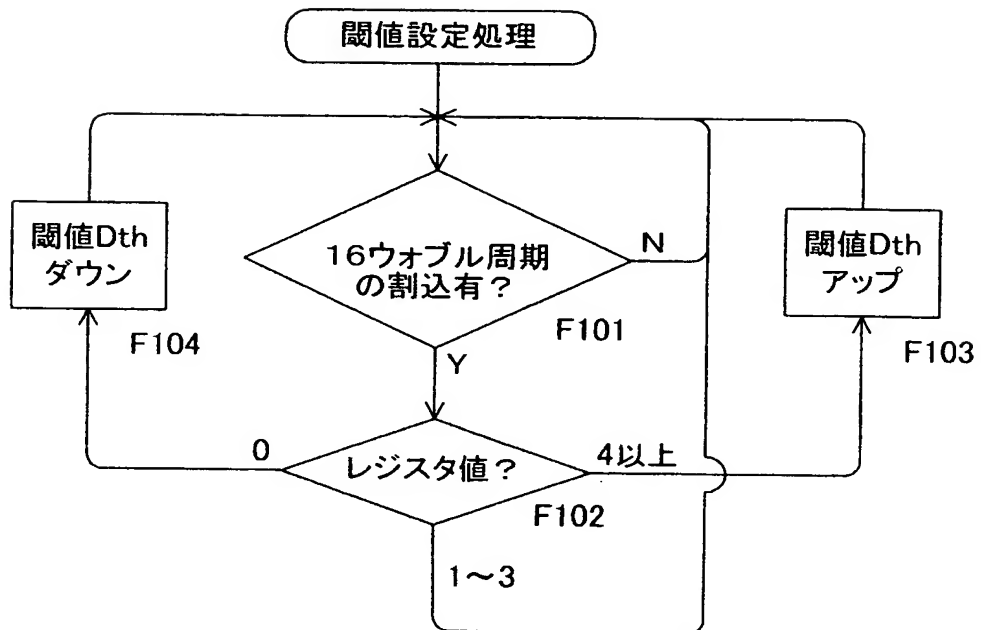 閾値設定処理
閾値Dth
ダウン
F104
16ウォブル周期
の割込有?
N
F101
Y
閾値Dth
アップ
F103
0
レジスタ値?
4以上
F102
1~3